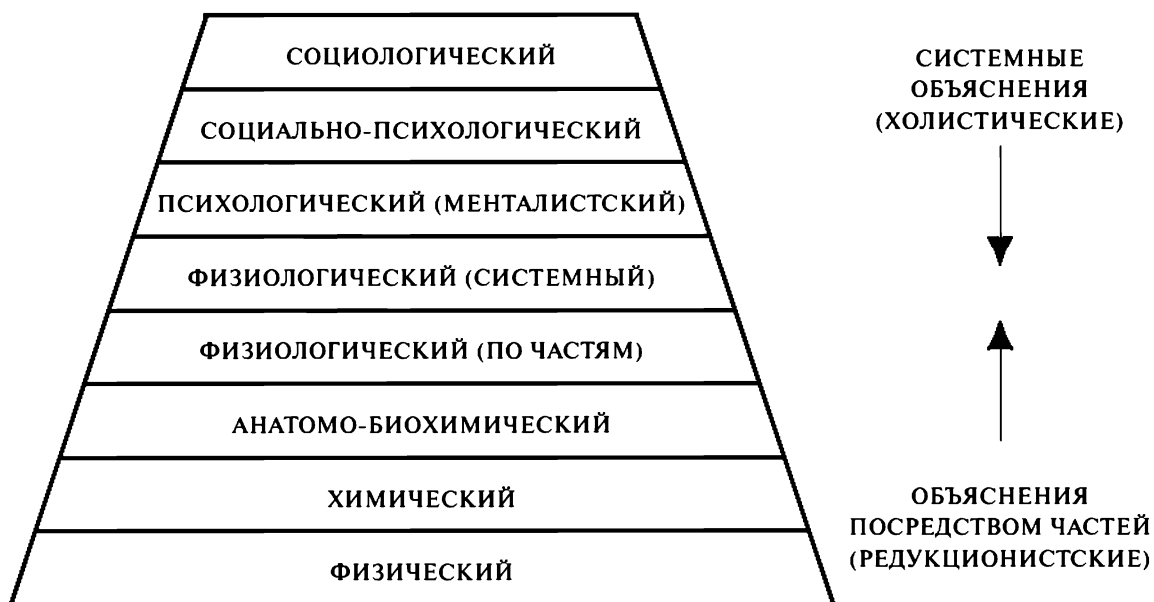 СОЦИОЛОГИЧЕСКИЙ
СОЦИАЛЬНО-ПСИХОЛОГИЧЕСКИЙ
ПСИХОЛОГИЧЕСКИЙ (МЕНТАЛИСТСКИЙ)
ФИЗИОЛОГИЧЕСКИЙ (СИСТЕМНЫЙ)
ФИЗИОЛОГИЧЕСКИЙ (ПО ЧАСТЯМ)
АНАТОМО-БИОХИМИЧЕСКИЙ
ХИМИЧЕСКИЙ
ФИЗИЧЕСКИЙ
СИСТЕМНЫЕ
ОБЪЯСНЕНИЯ
(ХОЛИСТИЧЕСКИЕ)
ОБЪЯСНЕНИЯ
ПОСРЕДСТВОМ ЧАСТЕЙ
(РЕДУКЦИОНИСТСКИЕ)